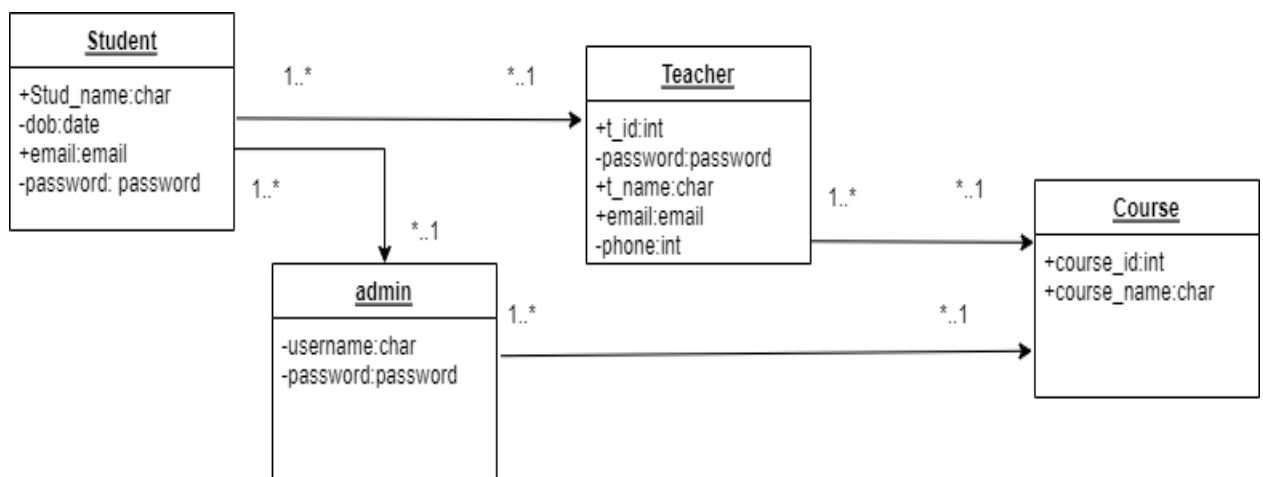 Student
+Stud_name:char
-dob:date
+email:email
-password: password
1..*
*..1
Teacher
+t_id:int
-password:password
+t_name:char
+email:email
-phone:int
1..*
*..1
admin
-username:char
-password:password
1..*
*..1
Course
+course_id:int
+course_name:char
1..*
*..1